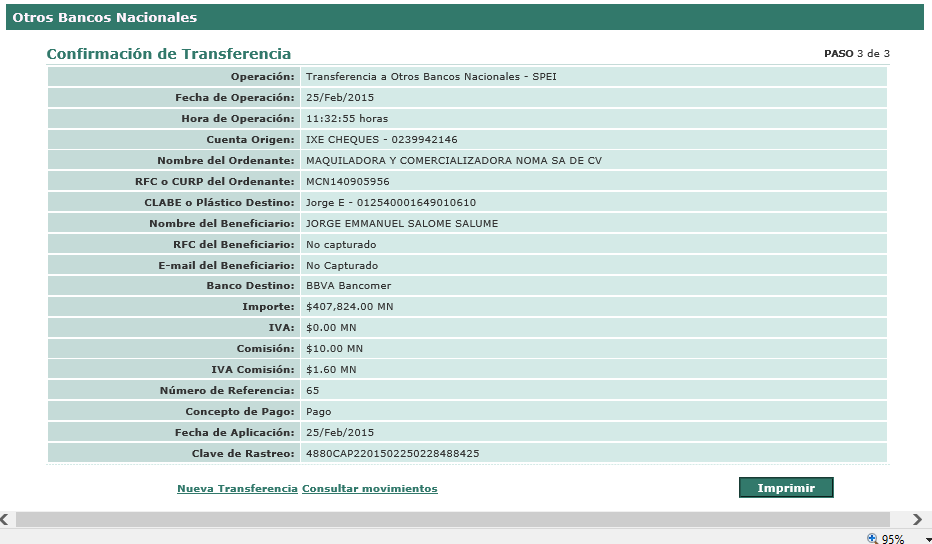 Otros Bancos Nacionales
Confirmación de Transferencia PASO 3 de 3
Operación: Transferencia a Otros Bancos Nacionales - SPEI
Fecha de Operación: 25/Feb/2015
Hora de Operación: 11:32:55 horas
Cuenta Origen: IXE CHEQUES - 0239942146
Nombre del Ordenante: MAQUILADORA Y COMERCIALIZADORA NOMA SA DE CV
RFC o CURP del Ordenante: MCN140905956
CLABE o Plástico Destino: Jorge E - 012540001649010610
Nombre del Beneficiario: JORGE EMMANUEL SALOME SALUME
RFC del Beneficiario: No capturado
E-mail del Beneficiario: No Capturado
Banco Destino: BBVA Bancomer
Importe: $407,824.00 MN
IVA: $0.00 MN
Comisión: $10.00 MN
IVA Comisión: $1.60 MN
Número de Referencia: 65
Concepto de Pago: Pago
Fecha de Aplicación: 25/Feb/2015
Clave de Rastreo: 4880CAP2201502250228488425
Nueva Transferencia Consultar movimientos Imprimir
95%